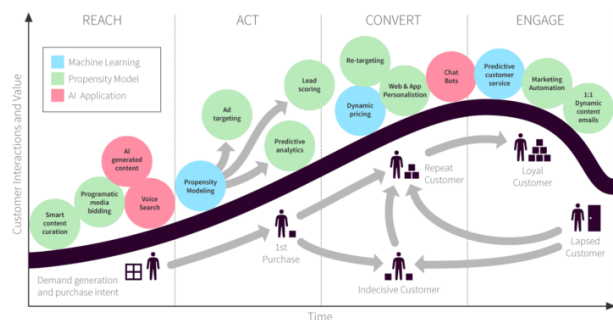 REACH
ACT
CONVERT
ENGAGE
Machine Learning
Propensity Model
AI Application
Customer Interactions and Value
Smart
content
curation
Programatic
media
bidding
AI
generated
content
Voice
Search
Propensity
Modeling
Ad
targeting
Lead
scoring
Predictive
analytics
Re-targeting
Dynamic
pricing
Web & App
Personalistion
Chat
Bots
Predictive
customer
service
Marketing
Automation
1:1
Dynamic
content
emails
Demand generation
and purchase intent
1st
Purchase
Repeat
Customer
Indecisive Customer
Loyal
Customer
Lapsed
Customer
Time